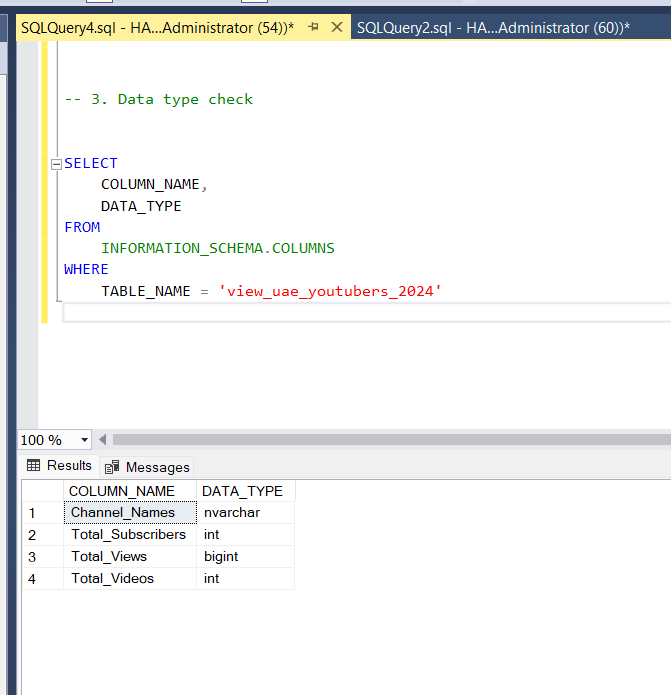 SQLQuery4.sql - HA...Administrator (54))*
SQLQuery2.sql - HA...Administrator (60))*
-- 3. Data type check
SELECT
COLUMN_NAME,
DATA_TYPE
FROM
INFORMATION_SCHEMA.COLUMNS
WHERE
TABLE_NAME = 'view_uae_youtubers_2024'
100 %
Results Messages
COLUMN_NAME DATA_TYPE
1 Channel_Names nvarchar
2 Total_Subscribers int
3 Total_Views bigint
4 Total_Videos int